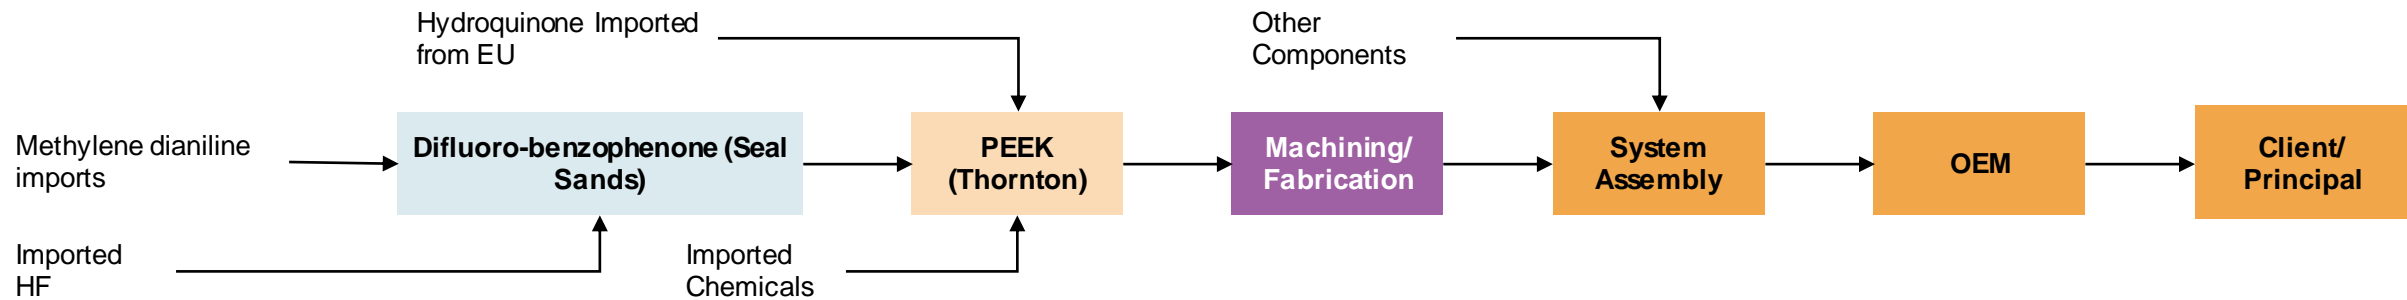 Hydroquinone Imported
from EU
Other
Components
Methylene dianiline
imports
Difluoro-benzophenone (Seal
Sands)
PEEK
(Thornton)
Machining/
Fabrication
System
Assembly
OEM
Client/
Principal
Imported
HF
Imported
Chemicals